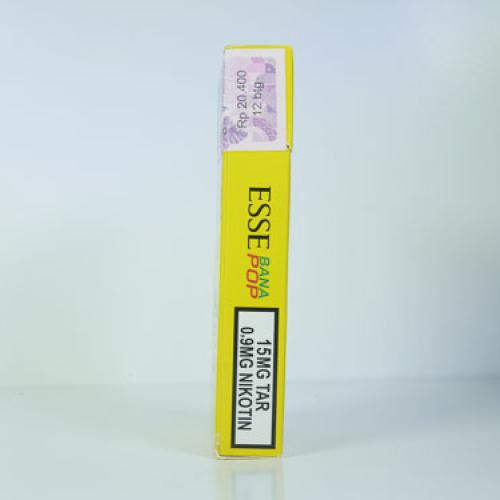 Rp 20.400
12 btg
ESSE
BANA
POP
15MG TAR
0,9MG NIKOTIN